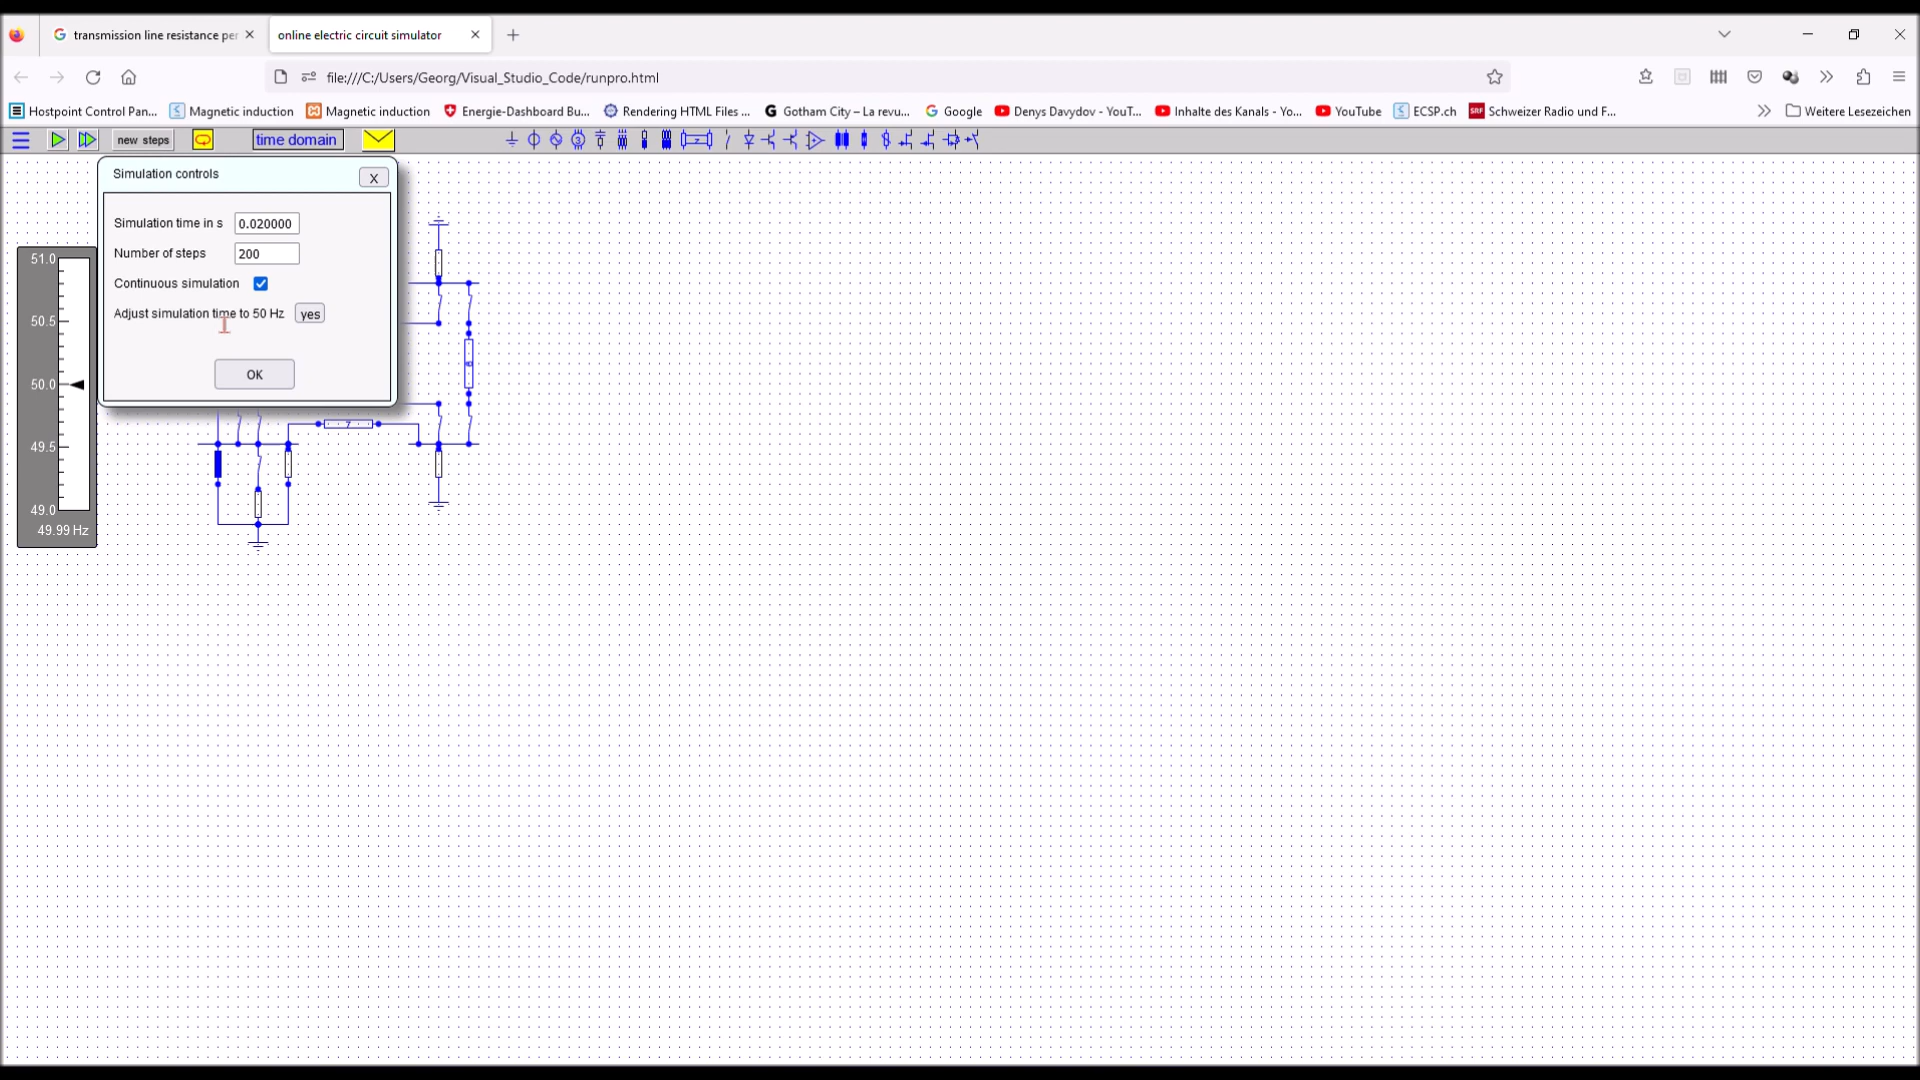 transmission line resistance per
online electric circuit simulator
file:///C:/Users/Georg/Visual_Studio_Code/runpro.html
Hostpoint Control Pan... Magnetic induction Magnetic induction Energie-Dashboard Bu... Rendering HTML Files ... Gotham City – La revu... Google Denys Davydov - YouT... Inhalte des Kanals - Yo... YouTube ECSP.ch SRF Schweizer Radio und F... Weitere Lesezeichen
new steps time domain
Simulation controls X
Simulation time in s 0.020000
Number of steps 200
Continuous simulation
Adjust simulation time to 50 Hz yes
OK
51.0
50.5
50.0
49.5
49.0
49.99 Hz
7